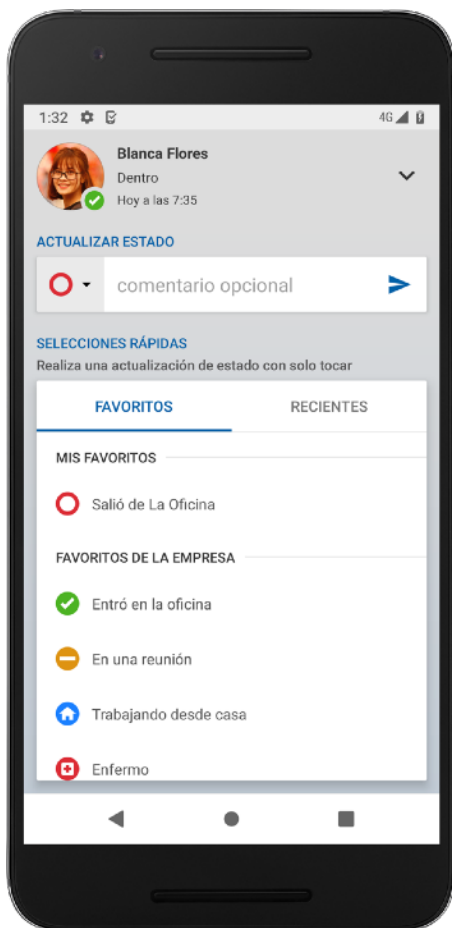 1:32
4G
Blanca Flores
Dentro
Hoy a las 7:35
ACTUALIZAR ESTADO
comentario opcional
SELECCIONES RÁPIDAS
Realiza una actualización de estado con solo tocar
FAVORITOS RECIENTES
MIS FAVORITOS
Salió de La Oficina
FAVORITOS DE LA EMPRESA
Entró en la oficina
En una reunión
Trabajando desde casa
Enfermo